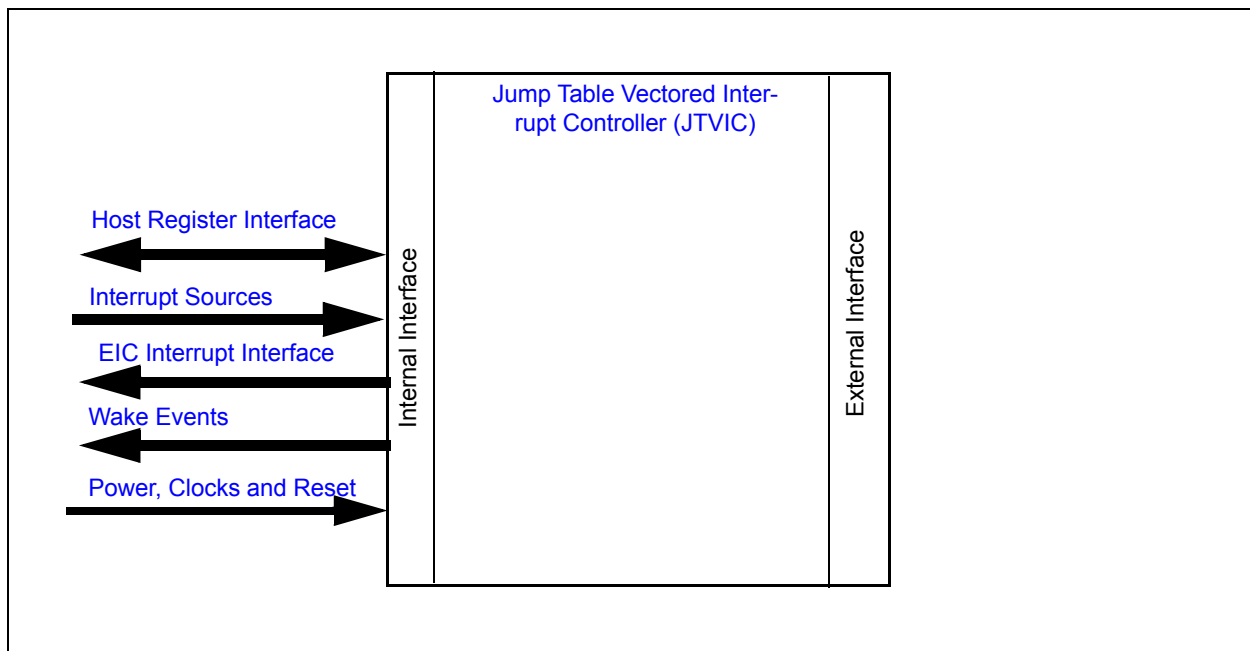 Jump Table Vectored Inter-
rupt Controller (JTVIC)
Host Register Interface
Interrupt Sources
EIC Interrupt Interface
Wake Events
Power, Clocks and Reset
Internal Interface
External Interface